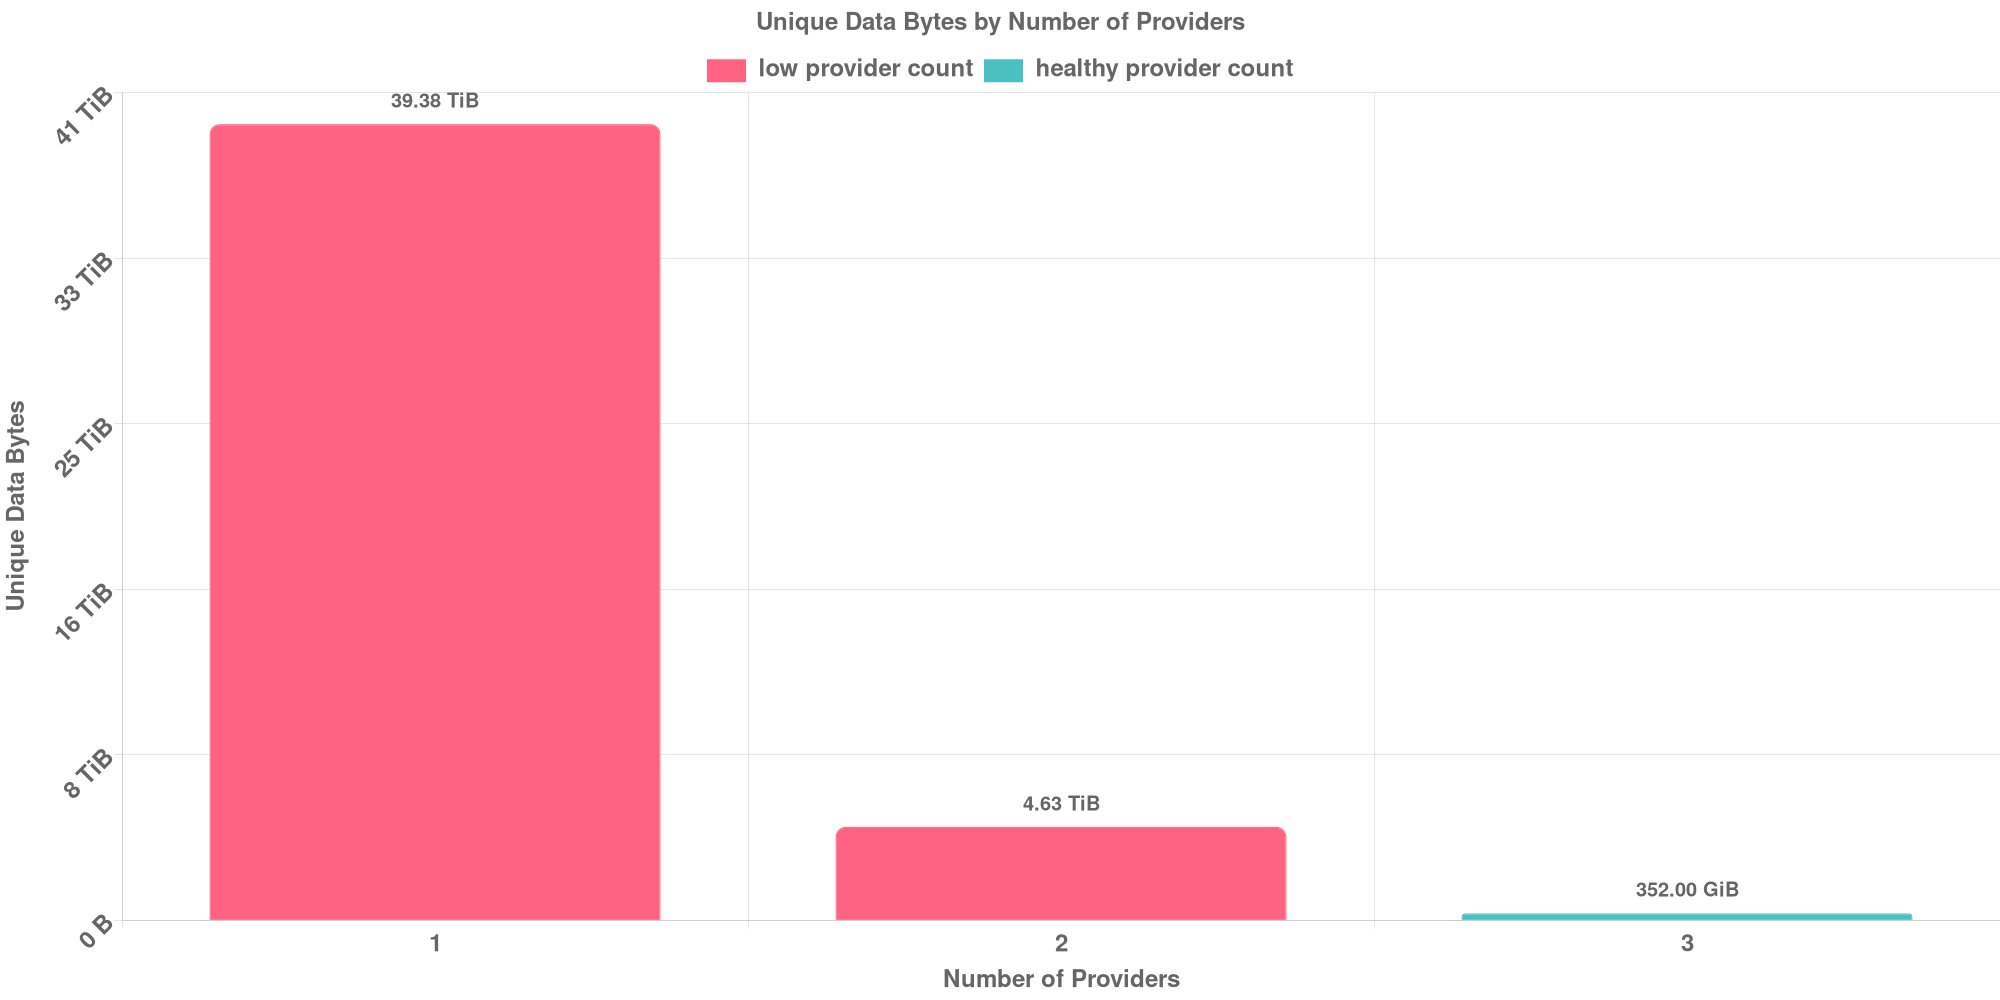 Unique Data Bytes by Number of Providers
low provider count healthy provider count
41 TiB
33 TiB
25 TiB
16 TiB
8 TiB
0 B
Unique Data Bytes
39.38 TiB
4.63 TiB
352.00 GiB
1 2 3
Number of Providers